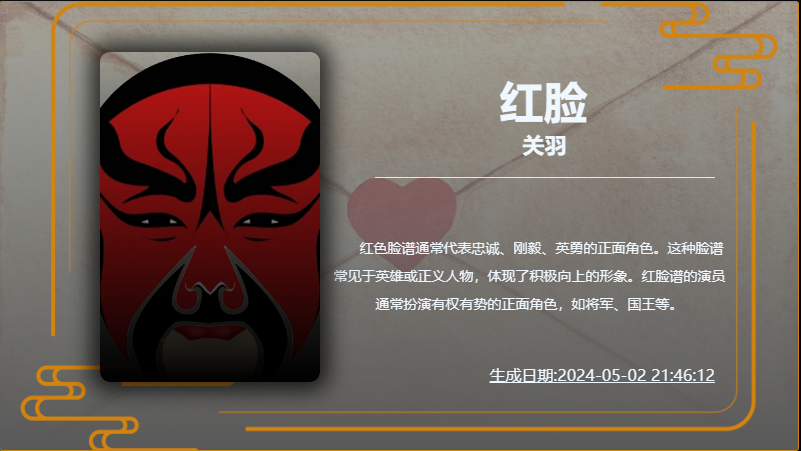 红脸
关羽
红色脸谱通常代表忠诚、刚毅、英勇的正面角色。这种脸谱
常见于英雄或正义人物，体现了积极向上的形象。红脸谱的演员
通常扮演有权有势的正面角色，如将军、国王等。
生成日期:2024-05-02 21:46:12